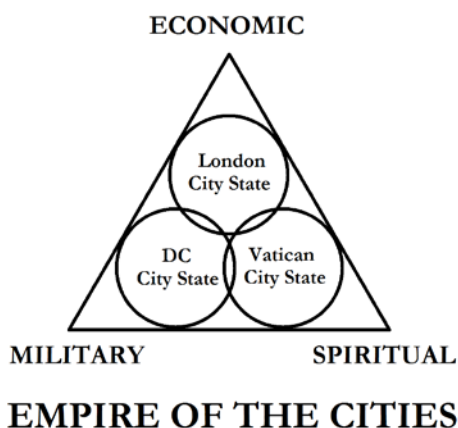 ECONOMIC
London
City State
DC
City State
Vatican
City State
MILITARY
SPIRITUAL
EMPIRE OF THE CITIES